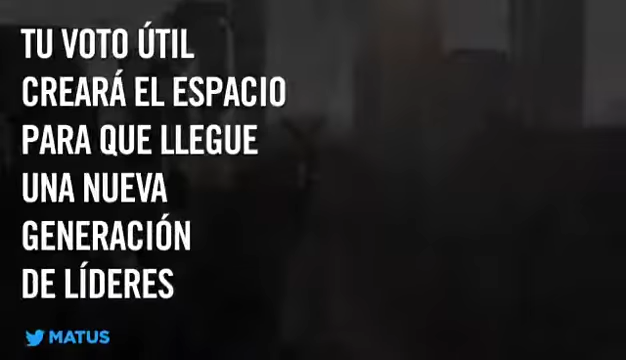 TU VOTO ÚTIL
CREARÁ EL ESPACIO
PARA QUE LLEGUE
UNA NUEVA
GENERACIÓN
DE LÍDERES
MATUS